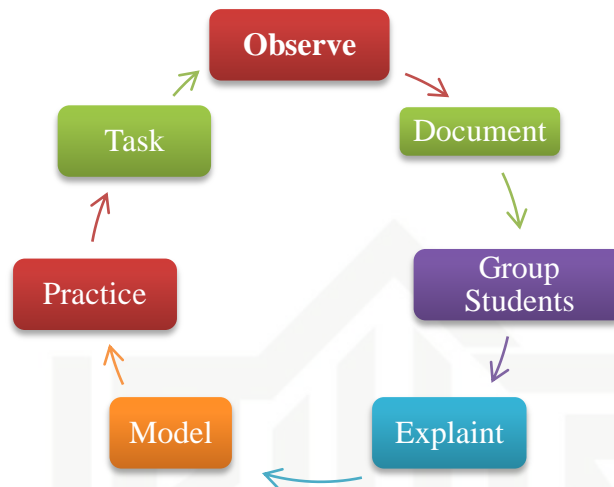 Observe
Document
Group
Students
Explaint
Model
Practice
Task